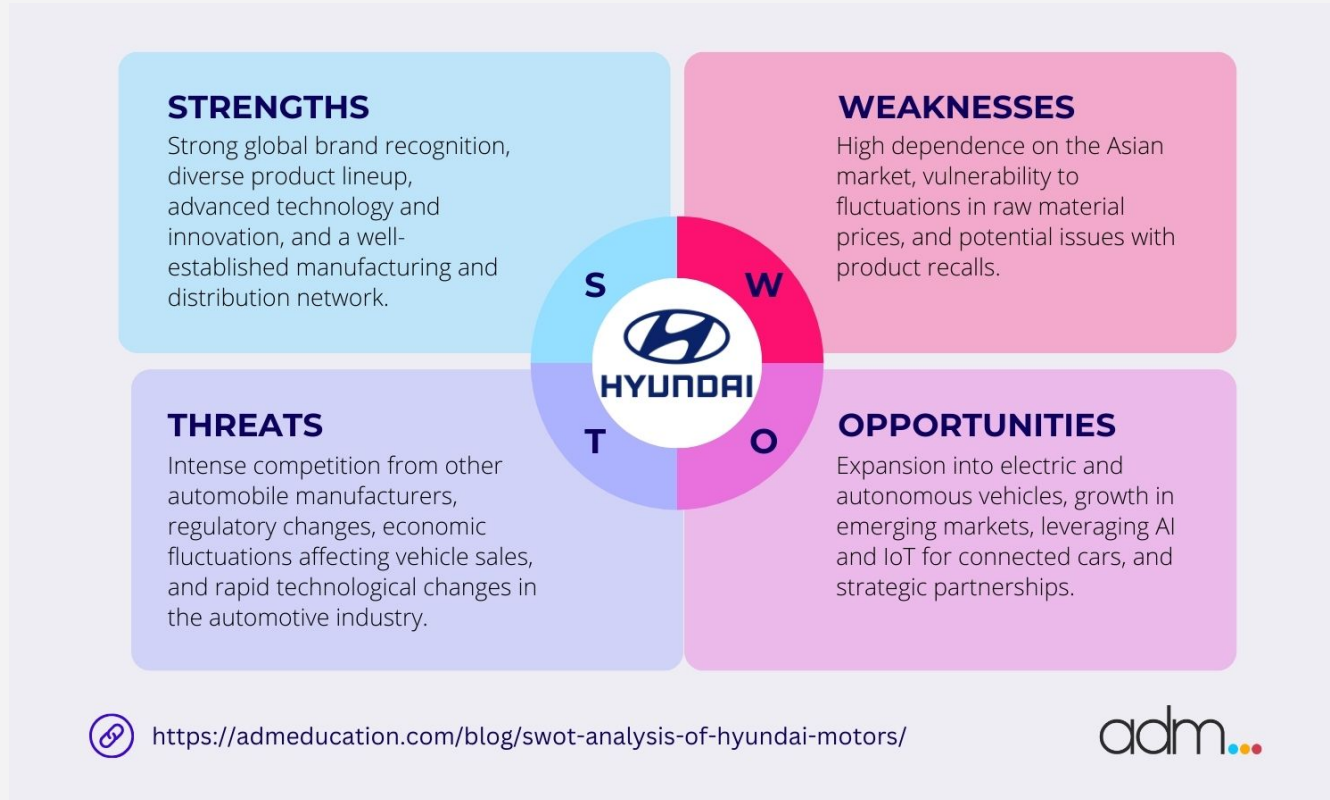 STRENGTHS
Strong global brand recognition,
diverse product lineup,
advanced technology and
innovation, and a well-
established manufacturing and
distribution network.
WEAKNESSES
High dependence on the Asian
market, vulnerability to
fluctuations in raw material
prices, and potential issues with
product recalls.
S
W
HYUNDAI
T
O
THREATS
Intense competition from other
automobile manufacturers,
regulatory changes, economic
fluctuations affecting vehicle sales,
and rapid technological changes in
the automotive industry.
OPPORTUNITIES
Expansion into electric and
autonomous vehicles, growth in
emerging markets, leveraging AI
and IoT for connected cars, and
strategic partnerships.
https://admeducation.com/blog/swot-analysis-of-hyundai-motors/
adm...